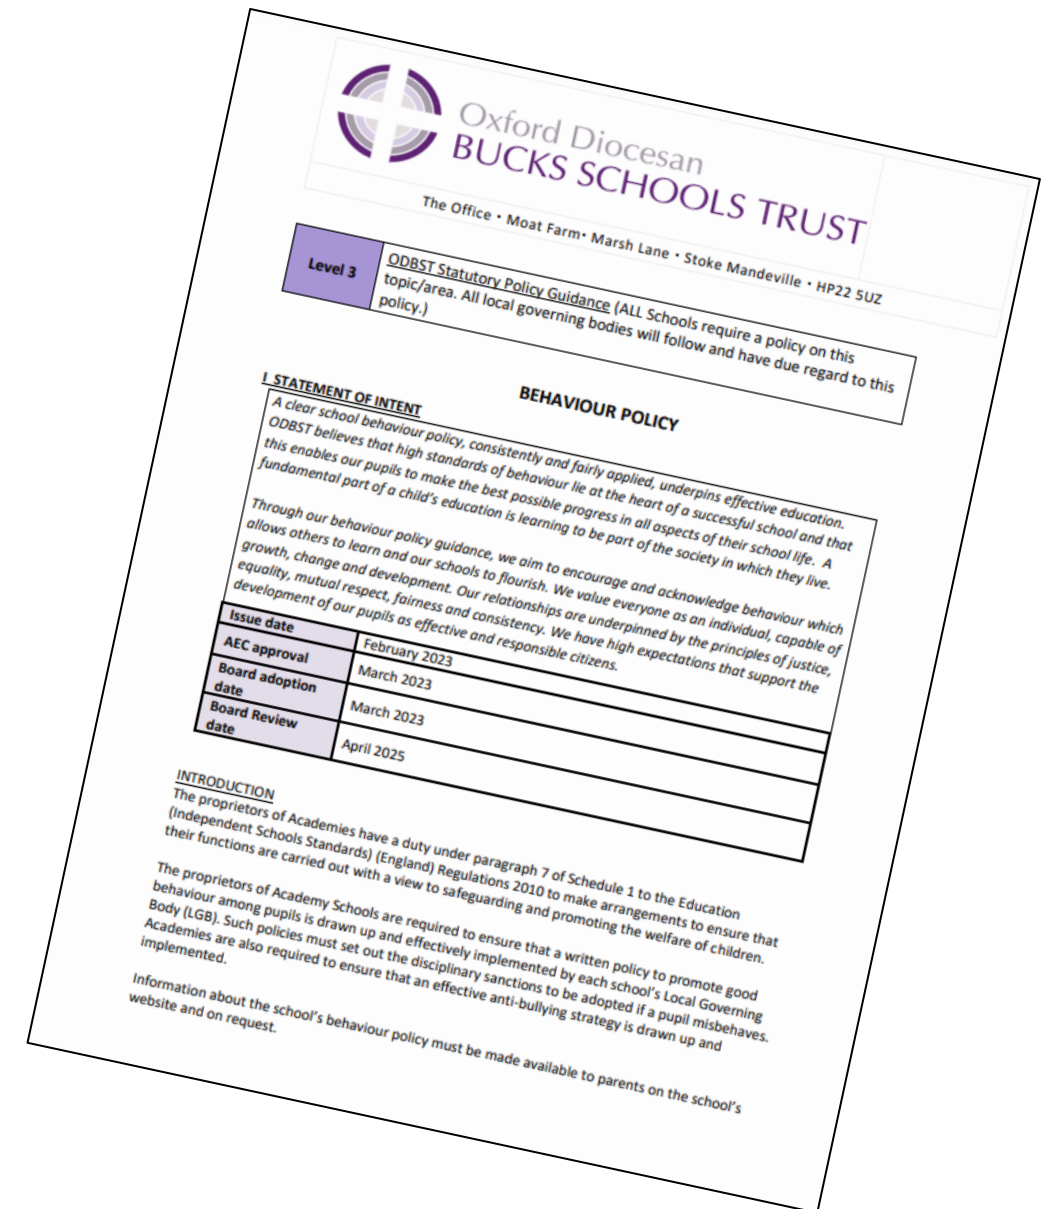 Oxford Diocesan
BUCKS SCHOOLS TRUST
The Office • Moat Farm• Marsh Lane • Stoke Mandeville • HP22 5UZ
Level 3
ODBST Statutory Policy Guidance (ALL Schools require a policy on this
topic/area. All local governing bodies will follow and have due regard to this
policy.)
BEHAVIOUR POLICY
I STATEMENT OF INTENT
A clear school behaviour policy, consistently and fairly applied, underpins effective education.
ODBST believes that high standards of behaviour lie at the heart of a successful school and that
this enables our pupils to make the best possible progress in all aspects of their school life. A
fundamental part of a child's education is learning to be part of the society in which they live.
Through our behaviour policy guidance, we aim to encourage and acknowledge behaviour which
allows others to learn and our schools to flourish. We value everyone as an individual, capable of
growth, change and development. Our relationships are underpinned by the principles of justice,
equality, mutual respect, fairness and consistency. We have high expectations that support the
development of our pupils as effective and responsible citizens.
Issue date
February 2023
AEC approval
March 2023
Board adoption
date
March 2023
Board Review
date
April 2025
INTRODUCTION
The proprietors of Academies have a duty under paragraph 7 of Schedule 1 to the Education
(Independent Schools Standards) (England) Regulations 2010 to make arrangements to ensure that
their functions are carried out with a view to safeguarding and promoting the welfare of children.
The proprietors of Academy Schools are required to ensure that a written policy to promote good
behaviour among pupils is drawn up and effectively implemented by each school's Local Governing
Body (LGB). Such policies must set out the disciplinary sanctions to be adopted if a pupil misbehaves.
Academies are also required to ensure that an effective anti-bullying strategy is drawn up and
implemented.
Information about the school's behaviour policy must be made available to parents on the school's
website and on request.